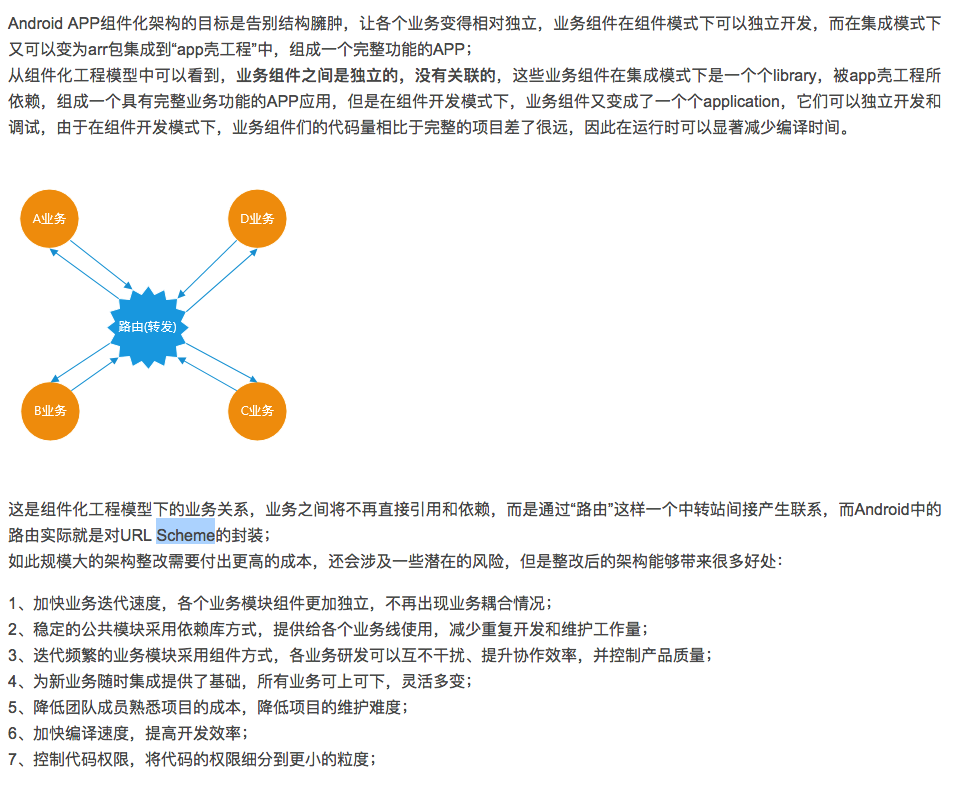 Android APP组件化架构的目标是告别结构臃肿，让各个业务变得相对独立，业务组件在组件模式下可以独立开发，而在集成模式下
又可以变为arr包集成到“app壳工程”中，组成一个完整功能的APP；
从组件化工程模型中可以看到，业务组件之间是独立的，没有关联的，这些业务组件在集成模式下是一个个library，被app壳工程所
依赖，组成一个具有完整业务功能的APP应用，但是在组件开发模式下，业务组件又变成了一个个application，它们可以独立开发和
调试，由于在组件开发模式下，业务组件们的代码量相比于完整的项目差了很远，因此在运行时可以显著减少编译时间。
A业务
D业务
路由(转发)
B业务
C业务
这是组件化工程模型下的业务关系，业务之间将不再直接引用和依赖，而是通过“路由”这样一个中转站间接产生联系，而Android中的
路由实际就是对URL Scheme的封装；
如此规模大的架构整改需要付出更高的成本，还会涉及一些潜在的风险，但是整改后的架构能够带来很多好处：
1、加快业务迭代速度，各个业务模块组件更加独立，不再出现业务耦合情况；
2、稳定的公共模块采用依赖库方式，提供给各个业务线使用，减少重复开发和维护工作量；
3、迭代频繁的业务模块采用组件方式，各业务研发可以互不干扰、提升协作效率，并控制产品质量；
4、为新业务随时集成提供了基础，所有业务可上可下，灵活多变；
5、降低团队成员熟悉项目的成本，降低项目的维护难度；
6、加快编译速度，提高开发效率；
7、控制代码权限，将代码的权限细分到更小的粒度；